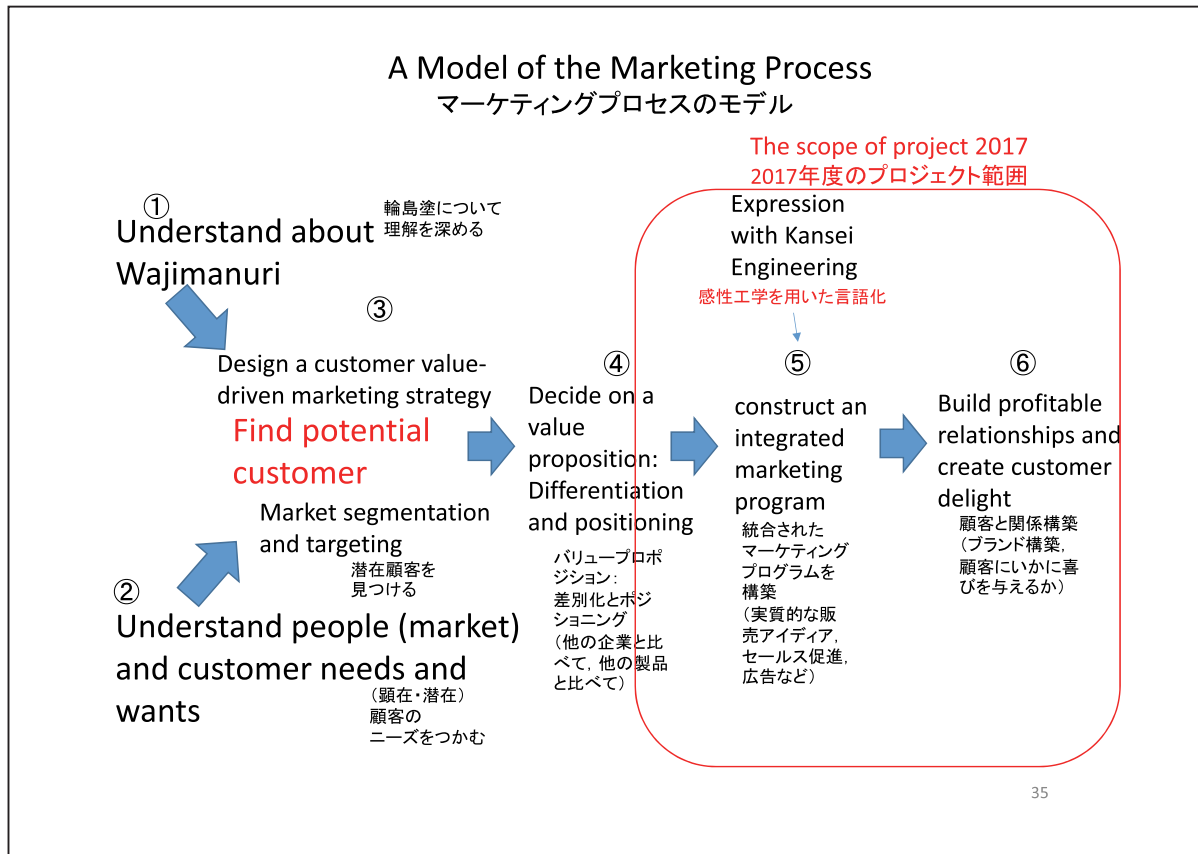 A Model of the Marketing Process
マーケティングプロセスのモデル
The scope of project 2017
2017年度のプロジェクト範囲
①
Understand about
Wajimanuri
輪島塗について
理解を深める
②
Understand people (market)
and customer needs and
wants
（顕在・潜在）
顧客の
ニーズをつかむ
③
Design a customer value-
driven marketing strategy
Find potential
customer
Market segmentation
and targeting
潜在顧客を
見つける
④
Decide on a
value
proposition:
Differentiation
and positioning
バリュープロポ
ジション：
差別化とポジ
ショニング
（他の企業と比
べて，他の製品
と比べて）
Expression
with Kansei
Engineering
感性工学を用いた言語化
⑤
construct an
integrated
marketing
program
統合された
マーケティング
プログラムを
構築
（実質的な販
売アイディア，
セールス促進，
広告など）
⑥
Build profitable
relationships and
create customer
delight
顧客と関係構築
（ブランド構築，
顧客にいかに喜
びを与えるか）
35